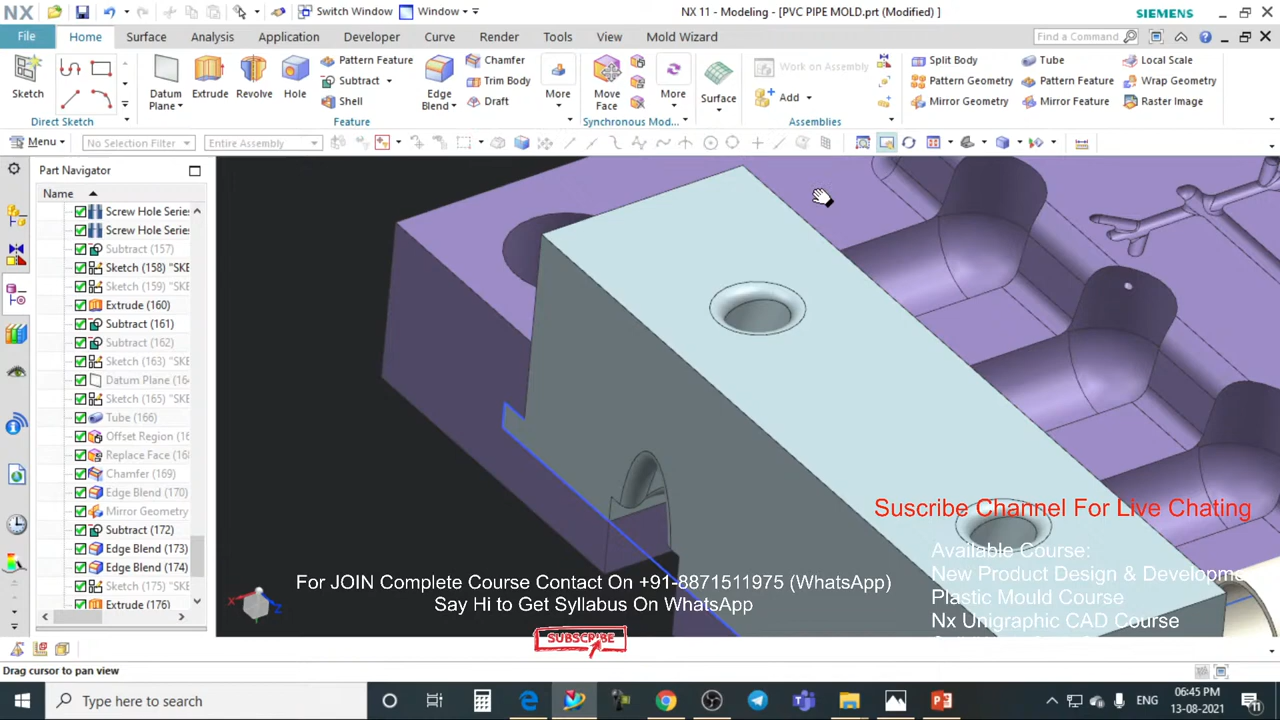 NX
Switch Window
Window
NX 11 - Modeling - [PVC PIPE MOLD.prt (Modified) ]
SIEMENS
File
Home
Surface
Analysis
Application
Curve
Developer
Render
Tools
View
Mold Wizard
Find a Command
Sketch
Direct Sketch
Datum
Plane
Extrude
Revolve
Hole
Pattern Feature
Subtract
Shell
Edge
Blend
Chamfer
Trim Body
Draft
More
Feature
Move
Face
More
Synchronous Mod...
Surface
Work on Assembly
Add
Assemblies
Split Body
Pattern Geometry
Mirror Geometry
Tube
Pattern Feature
Mirror Feature
Local Scale
Wrap Geometry
Raster Image
Menu
No Selection Filter
Entire Assembly
Part Navigator
Name
Screw Hole Series
Screw Hole Series
Subtract (157)
Sketch (158) "SKE
Sketch (159) "SKE
Extrude (160)
Subtract (161)
Subtract (162)
Sketch (163) "SKE
Datum Plane (164
Sketch (165) "SKE
Tube (166)
Offset Region (16
Replace Face (168
Chamfer (169)
Edge Blend (170)
Mirror Geometry
Subtract (172)
Edge Blend (173)
Edge Blend (174)
Sketch (175) "SKE
Extrude (176)
Suscribe Channel For Live Chating
Available Course:
New Product Design & Developme
Plastic Mould Course
Nx Unigraphic CAD Course
For JOIN Complete Course Contact On +91-8871511975 (WhatsApp)
Say Hi to Get Syllabus On WhatsApp
SUBSCRIBE
X
Z
Drag cursor to pan view
Type here to search
ENG
06:45 PM
13-08-2021